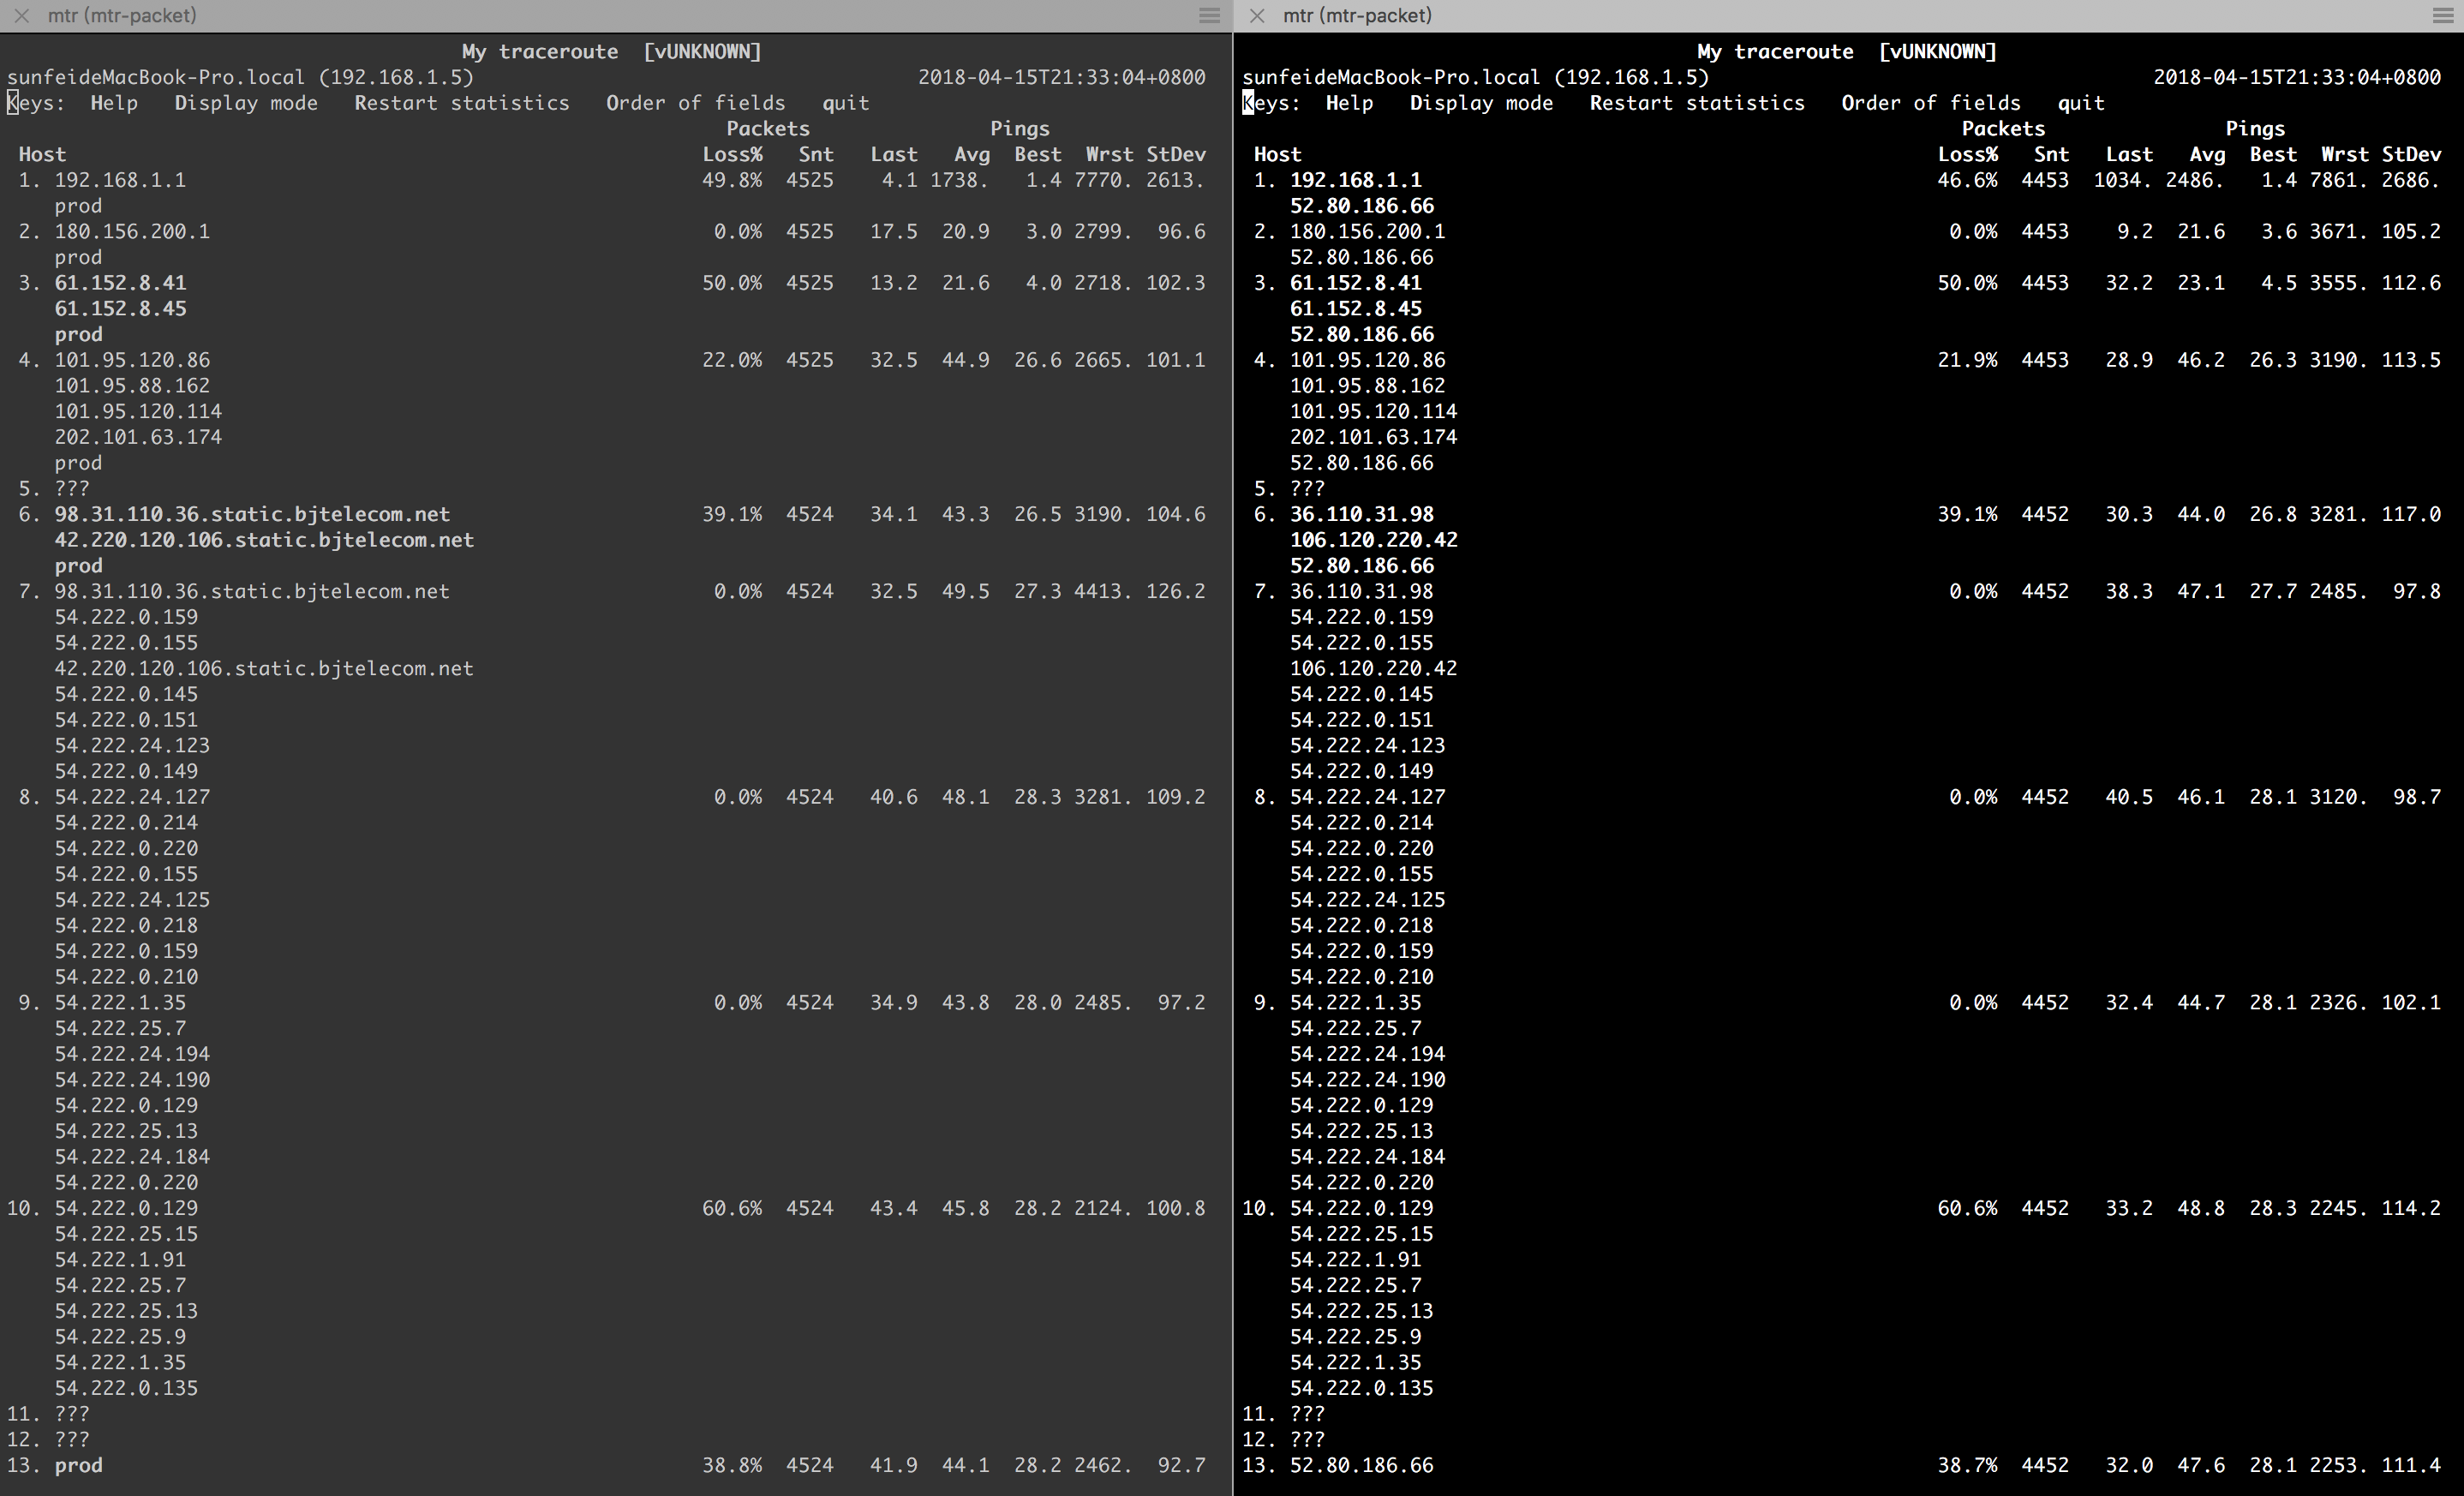 mtr (mtr-packet)
My traceroute  [vUNKNOWN]
sunfeideMacBook-Pro.local (192.168.1.5) 2018-04-15T21:33:04+0800
Keys:  Help   Display mode   Restart statistics   Order of fields   quit
Packets Pings
Host Loss% Snt Last Avg Best Wrst StDev
1. 192.168.1.1 49.8% 4525 4.1 1738. 1.4 7770. 2613.
prod
2. 180.156.200.1 0.0% 4525 17.5 20.9 3.0 2799. 96.6
prod
3. 61.152.8.41 50.0% 4525 13.2 21.6 4.0 2718. 102.3
61.152.8.45
prod
4. 101.95.120.86 22.0% 4525 32.5 44.9 26.6 2665. 101.1
101.95.88.162
101.95.120.114
202.101.63.174
prod
5. ???
6. 98.31.110.36.static.bjtelecom.net 39.1% 4524 34.1 43.3 26.5 3190. 104.6
42.220.120.106.static.bjtelecom.net
prod
7. 98.31.110.36.static.bjtelecom.net 0.0% 4524 32.5 49.5 27.3 4413. 126.2
54.222.0.159
54.222.0.155
42.220.120.106.static.bjtelecom.net
54.222.0.145
54.222.0.151
54.222.24.123
54.222.0.149
8. 54.222.24.127 0.0% 4524 40.6 48.1 28.3 3281. 109.2
54.222.0.214
54.222.0.220
54.222.0.155
54.222.24.125
54.222.0.218
54.222.0.159
54.222.0.210
9. 54.222.1.35 0.0% 4524 34.9 43.8 28.0 2485. 97.2
54.222.25.7
54.222.24.194
54.222.24.190
54.222.0.129
54.222.25.13
54.222.24.184
54.222.0.220
10. 54.222.0.129 60.6% 4524 43.4 45.8 28.2 2124. 100.8
54.222.25.15
54.222.1.91
54.222.25.7
54.222.25.13
54.222.25.9
54.222.1.35
54.222.0.135
11. ???
12. ???
13. prod 38.8% 4524 41.9 44.1 28.2 2462. 92.7
mtr (mtr-packet)
My traceroute  [vUNKNOWN]
sunfeideMacBook-Pro.local (192.168.1.5) 2018-04-15T21:33:04+0800
Keys:  Help   Display mode   Restart statistics   Order of fields   quit
Packets Pings
Host Loss% Snt Last Avg Best Wrst StDev
1. 192.168.1.1 46.6% 4453 1034. 2486. 1.4 7861. 2686.
52.80.186.66
2. 180.156.200.1 0.0% 4453 9.2 21.6 3.6 3671. 105.2
52.80.186.66
3. 61.152.8.41 50.0% 4453 32.2 23.1 4.5 3555. 112.6
61.152.8.45
52.80.186.66
4. 101.95.120.86 21.9% 4453 28.9 46.2 26.3 3190. 113.5
101.95.88.162
101.95.120.114
202.101.63.174
52.80.186.66
5. ???
6. 36.110.31.98 39.1% 4452 30.3 44.0 26.8 3281. 117.0
106.120.220.42
52.80.186.66
7. 36.110.31.98 0.0% 4452 38.3 47.1 27.7 2485. 97.8
54.222.0.159
54.222.0.155
106.120.220.42
54.222.0.145
54.222.0.151
54.222.24.123
54.222.0.149
8. 54.222.24.127 0.0% 4452 40.5 46.1 28.1 3120. 98.7
54.222.0.214
54.222.0.220
54.222.0.155
54.222.24.125
54.222.0.218
54.222.0.159
54.222.0.210
9. 54.222.1.35 0.0% 4452 32.4 44.7 28.1 2326. 102.1
54.222.25.7
54.222.24.194
54.222.24.190
54.222.0.129
54.222.25.13
54.222.24.184
54.222.0.220
10. 54.222.0.129 60.6% 4452 33.2 48.8 28.3 2245. 114.2
54.222.25.15
54.222.1.91
54.222.25.7
54.222.25.13
54.222.25.9
54.222.1.35
54.222.0.135
11. ???
12. ???
13. 52.80.186.66 38.7% 4452 32.0 47.6 28.1 2253. 111.4